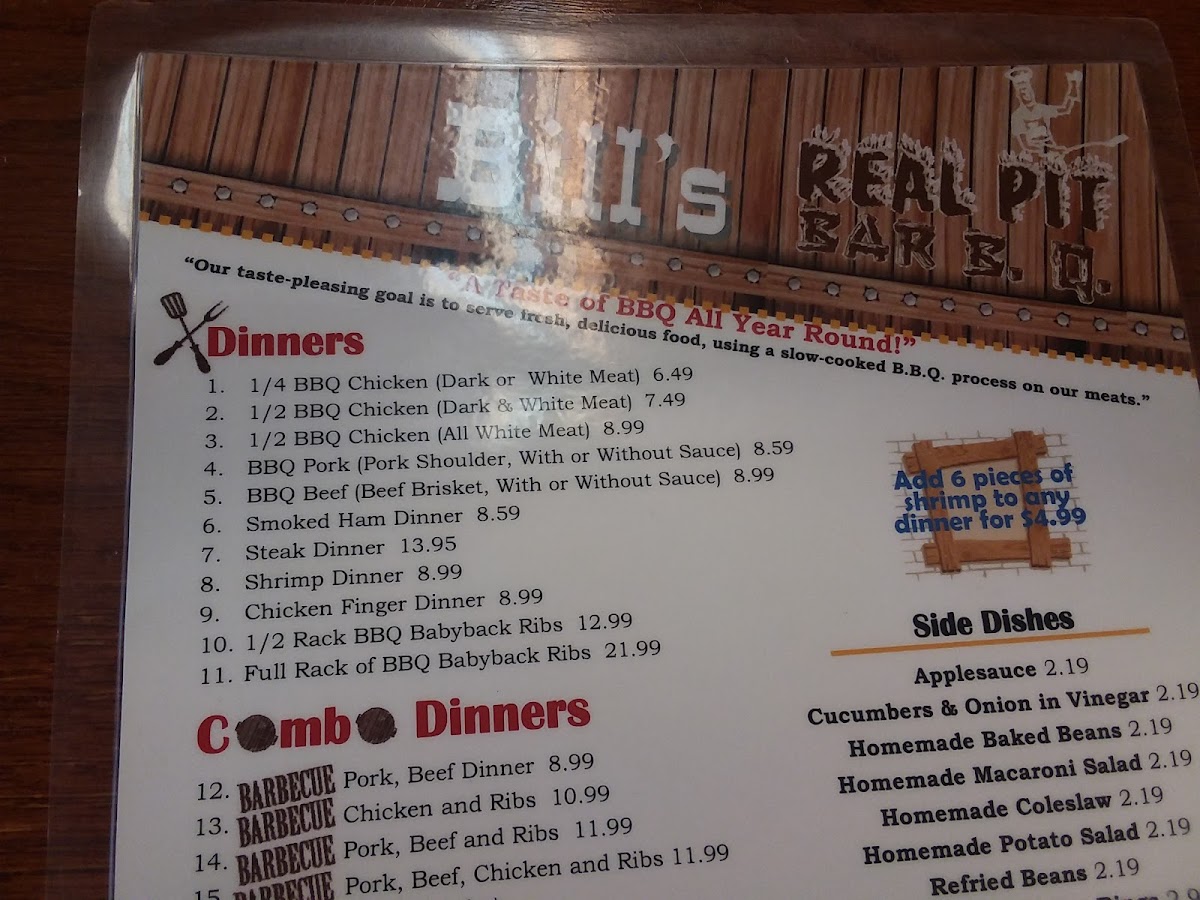 Bill's
REAL PIT
BAR B. Q.
"A Taste of BBQ All Year Round!"
"Our taste-pleasing goal is to serve fresh, delicious food, using a slow-cooked B.B.Q. process on our meats."
Dinners
1. 1/4 BBQ Chicken (Dark or White Meat) 6.49
2. 1/2 BBQ Chicken (Dark & White Meat) 7.49
3. 1/2 BBQ Chicken (All White Meat) 8.99
4. BBQ Pork (Pork Shoulder, With or Without Sauce) 8.59
5. BBQ Beef (Beef Brisket, With or Without Sauce) 8.99
6. Smoked Ham Dinner 8.59
7. Steak Dinner 13.95
8. Shrimp Dinner 8.99
9. Chicken Finger Dinner 8.99
10. 1/2 Rack BBQ Babyback Ribs 12.99
11. Full Rack of BBQ Babyback Ribs 21.99
Combo Dinners
12. BARBECUE Pork, Beef Dinner 8.99
13. BARBECUE Chicken and Ribs 10.99
14. BARBECUE Pork, Beef and Ribs 11.99
15. BARBECUE Pork, Beef, Chicken and Ribs 11.99
Add 6 pieces of
shrimp to any
dinner for $4.99
Side Dishes
Applesauce 2.19
Cucumbers & Onion in Vinegar 2.19
Homemade Baked Beans 2.19
Homemade Macaroni Salad 2.19
Homemade Coleslaw 2.19
Homemade Potato Salad 2.19
Refried Beans 2.19